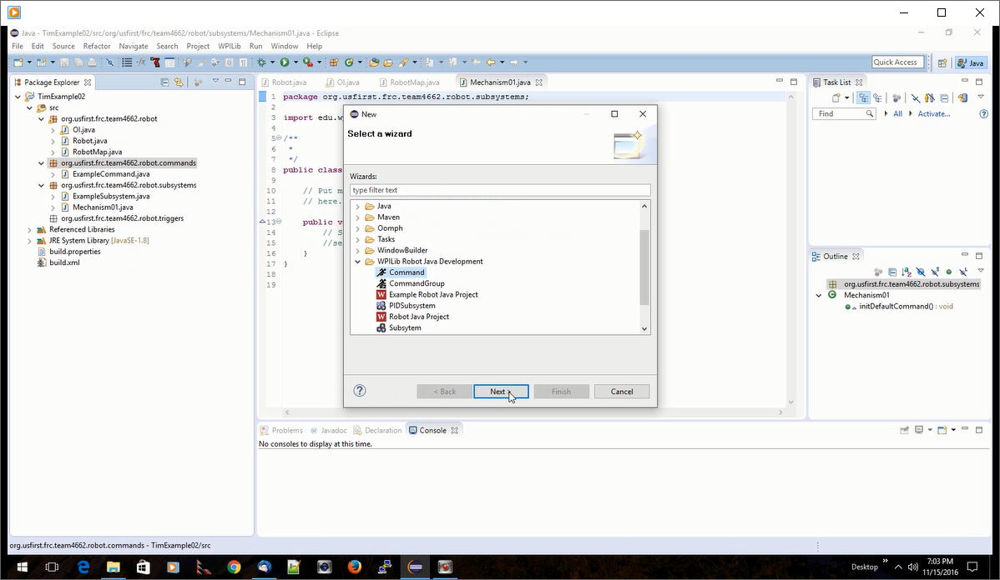 Java - TimExample02/src/org/usfirst/frc/team4662/robot/subsystems/Mechanism01.java - Eclipse
File Edit Source Refactor Navigate Search Project WPILib Run Window Help
Quick Access
Java
Package Explorer
Robot.java
OI.java
RobotMap.java
Mechanism01.java
Task List
TimExample02
src
org.usfirst.frc.team4662.robot
OI.java
Robot.java
RobotMap.java
org.usfirst.frc.team4662.robot.commands
ExampleCommand.java
org.usfirst.frc.team4662.robot.subsystems
ExampleSubsystem.java
Mechanism01.java
org.usfirst.frc.team4662.robot.triggers
Referenced Libraries
JRE System Library [JavaSE-1.8]
build.properties
build.xml
1 package org.usfirst.frc.team4662.robot.subsystems;
2
3 import edu.w
4
5 /**
6 *
7 */
8 public class
9
10 // Put m
11 // here.
12
13 public v
14 // S
15 //se
16 }
17 }
18
19
New
Select a wizard
Wizards:
type filter text
Java
Maven
Oomph
Tasks
WindowBuilder
WPILib Robot Java Development
Command
CommandGroup
Example Robot Java Project
PIDSubsystem
Robot Java Project
Subsytem
< Back
Next >
Finish
Cancel
Find
All
Activate...
Outline
org.usfirst.frc.team4662.robot.subsystems
Mechanism01
initDefaultCommand() : void
Problems
Javadoc
Declaration
Console
No consoles to display at this time.
org.usfirst.frc.team4662.robot.commands - TimExample02/src
Desktop
7:03 PM
11/15/2016